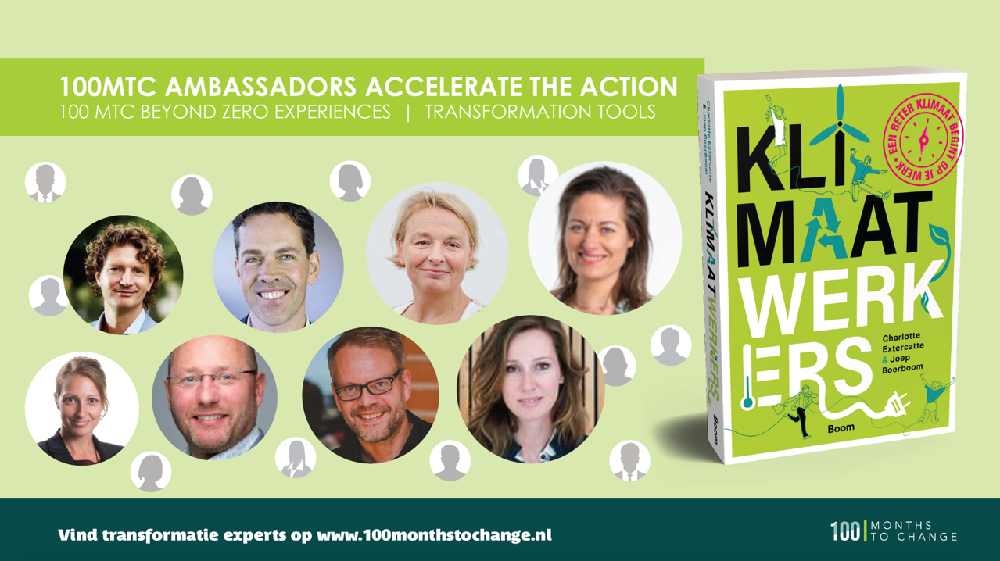 100MTC AMBASSADORS ACCELERATE THE ACTION
100 MTC BEYOND ZERO EXPERIENCES | TRANSFORMATION TOOLS
Charlotte Extercatte
& Joep Boerboom
KLIMAATWERKERS
Boom
EEN BETER KLIMAAT BEGINT OP JE WERK •
KLI
MAAT
WERK
ERS
Charlotte
Extercatte
& Joep
Boerboom
Boom
Vind transformatie experts op www.100monthstochange.nl
100 MONTHS
TO CHANGE